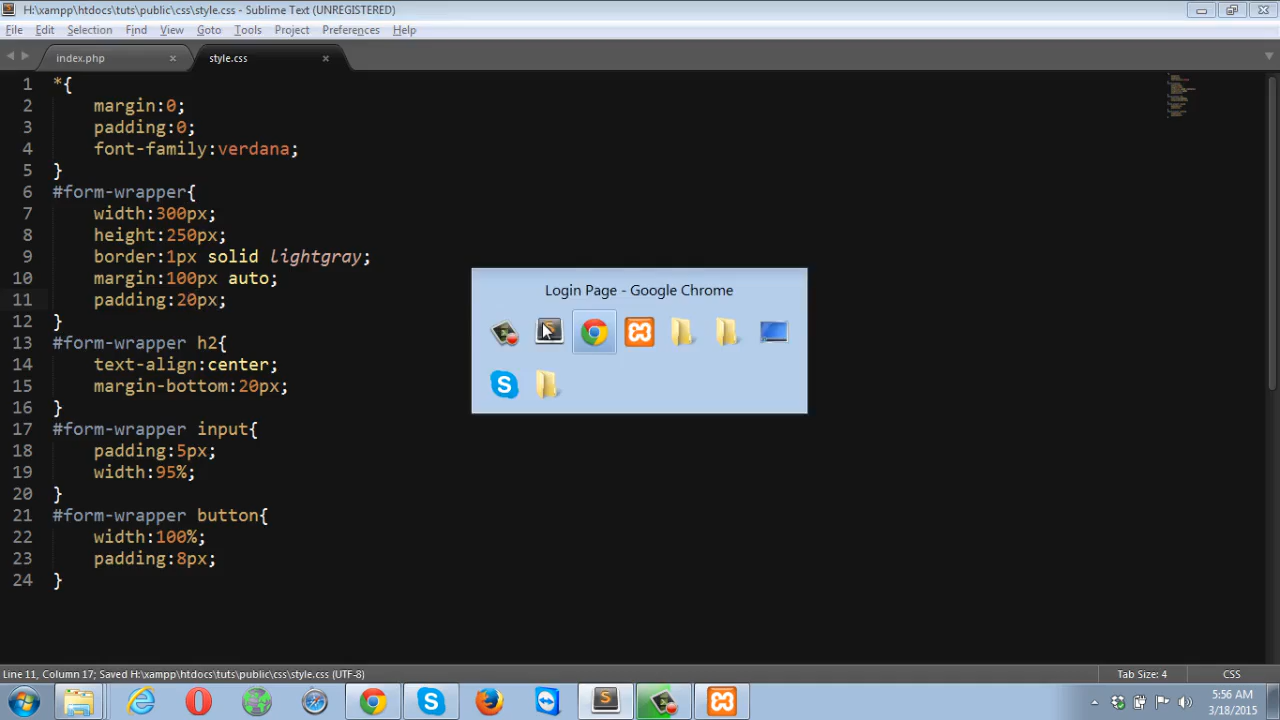 H:\xampp\htdocs\tuts\public\css\style.css - Sublime Text (UNREGISTERED)
File Edit Selection Find View Goto Tools Project Preferences Help
index.php × style.css ×
1 *{
2 margin:0;
3 padding:0;
4 font-family:verdana;
5 }
6 #form-wrapper{
7 width:300px;
8 height:250px;
9 border:1px solid lightgray;
10 margin:100px auto;
11 padding:20px;
12 }
13 #form-wrapper h2{
14 text-align:center;
15 margin-bottom:20px;
16 }
17 #form-wrapper input{
18 padding:5px;
19 width:95%;
20 }
21 #form-wrapper button{
22 width:100%;
23 padding:8px;
24 }
Login Page - Google Chrome
Line 11, Column 17; Saved H:\xampp\htdocs\tuts\public\css\style.css (UTF-8)
Tab Size: 4 CSS
5:56 AM
3/18/2015